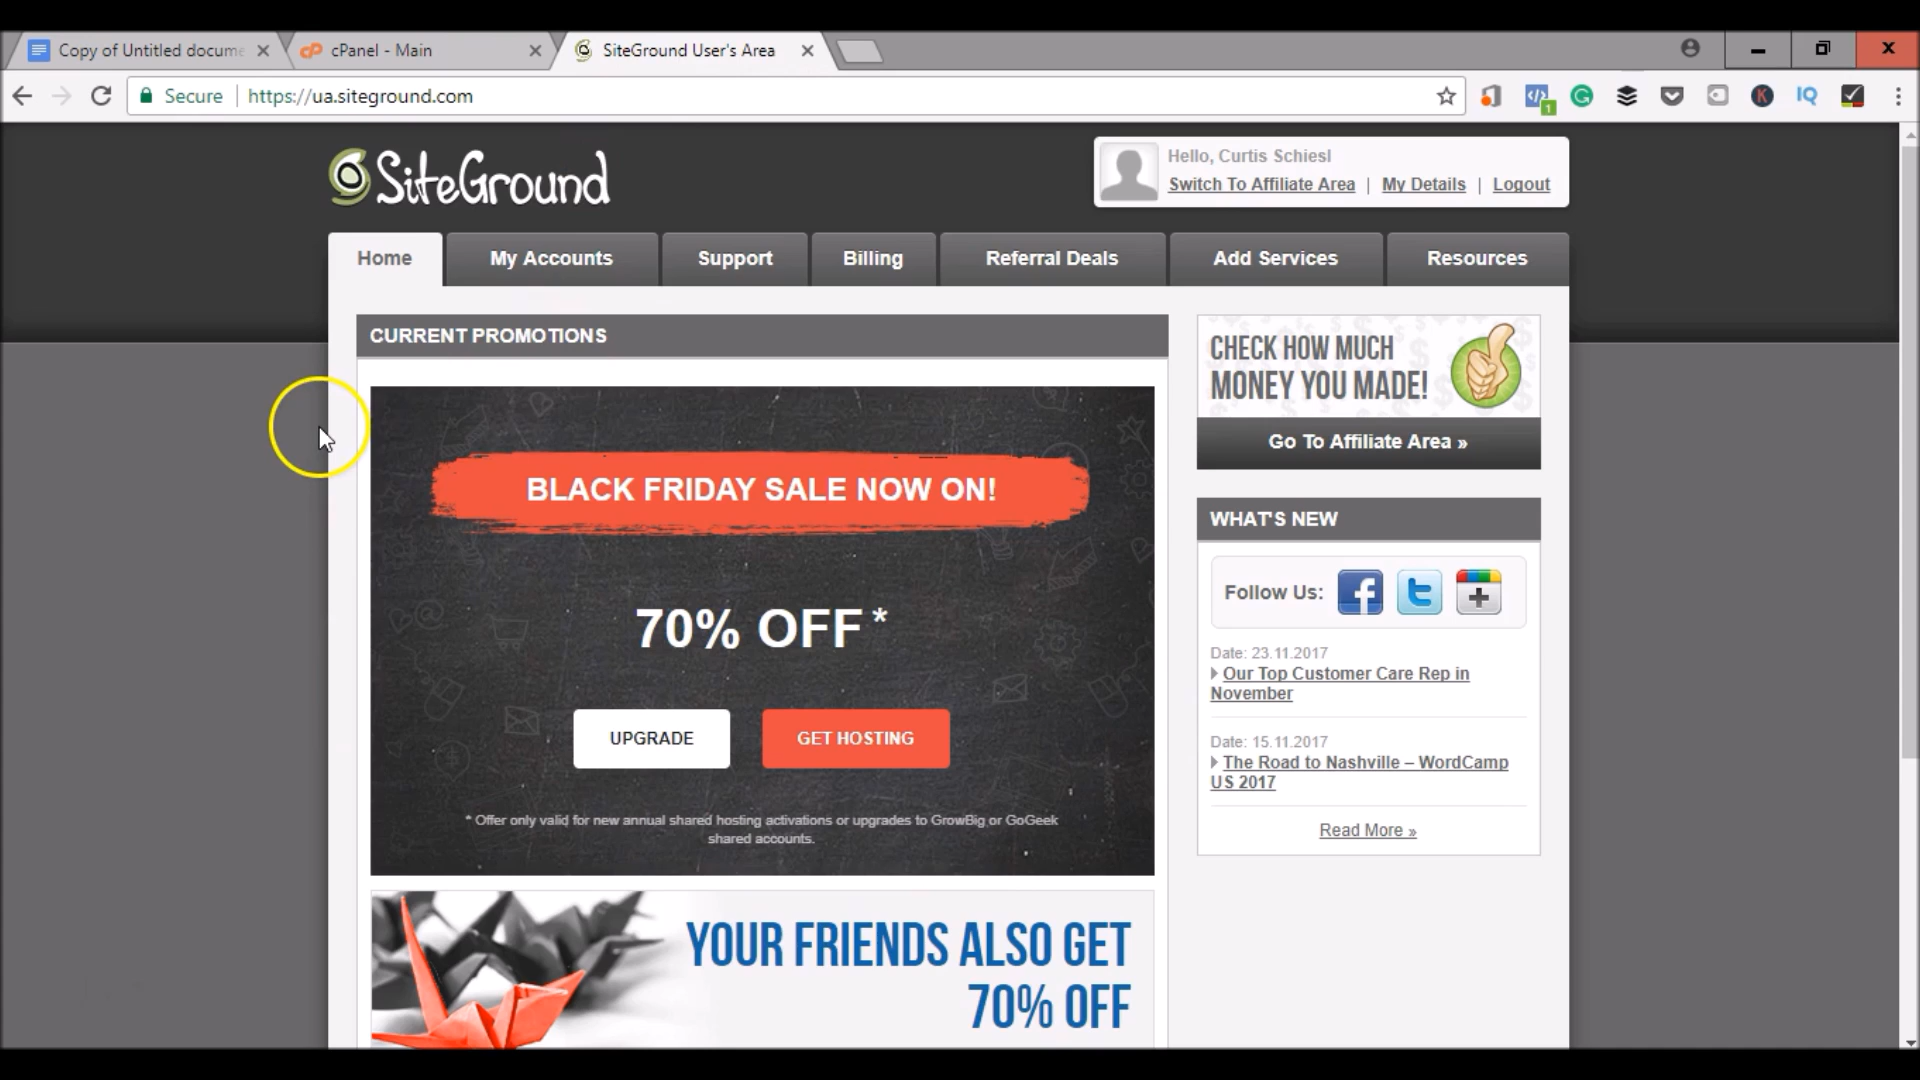 Copy of Untitled docume
cPanel - Main
SiteGround User's Area
Secure
https://ua.siteground.com
1
K
IQ
SiteGround
Hello, Curtis Schiesl
Switch To Affiliate Area | My Details | Logout
Home
My Accounts
Support
Billing
Referral Deals
Add Services
Resources
CURRENT PROMOTIONS
BLACK FRIDAY SALE NOW ON!
70% OFF*
UPGRADE
GET HOSTING
* Offer only valid for new annual shared hosting activations or upgrades to GrowBig or GoGeek
shared accounts.
YOUR FRIENDS ALSO GET
70% OFF
CHECK HOW MUCH
MONEY YOU MADE!
Go To Affiliate Area »
WHAT'S NEW
Follow Us:
Date: 23.11.2017
Our Top Customer Care Rep in
November
Date: 15.11.2017
The Road to Nashville – WordCamp
US 2017
Read More »